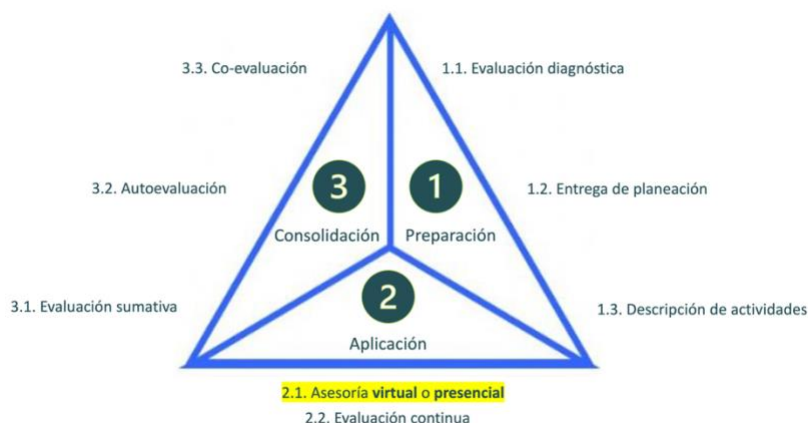 3.3. Co-evaluación
1.1. Evaluación diagnóstica
3.2. Autoevaluación
3
1
1.2. Entrega de planeación
Consolidación
Preparación
3.1. Evaluación sumativa
2
1.3. Descripción de actividades
Aplicación
2.1. Asesoría virtual o presencial
2.2. Evaluación continua